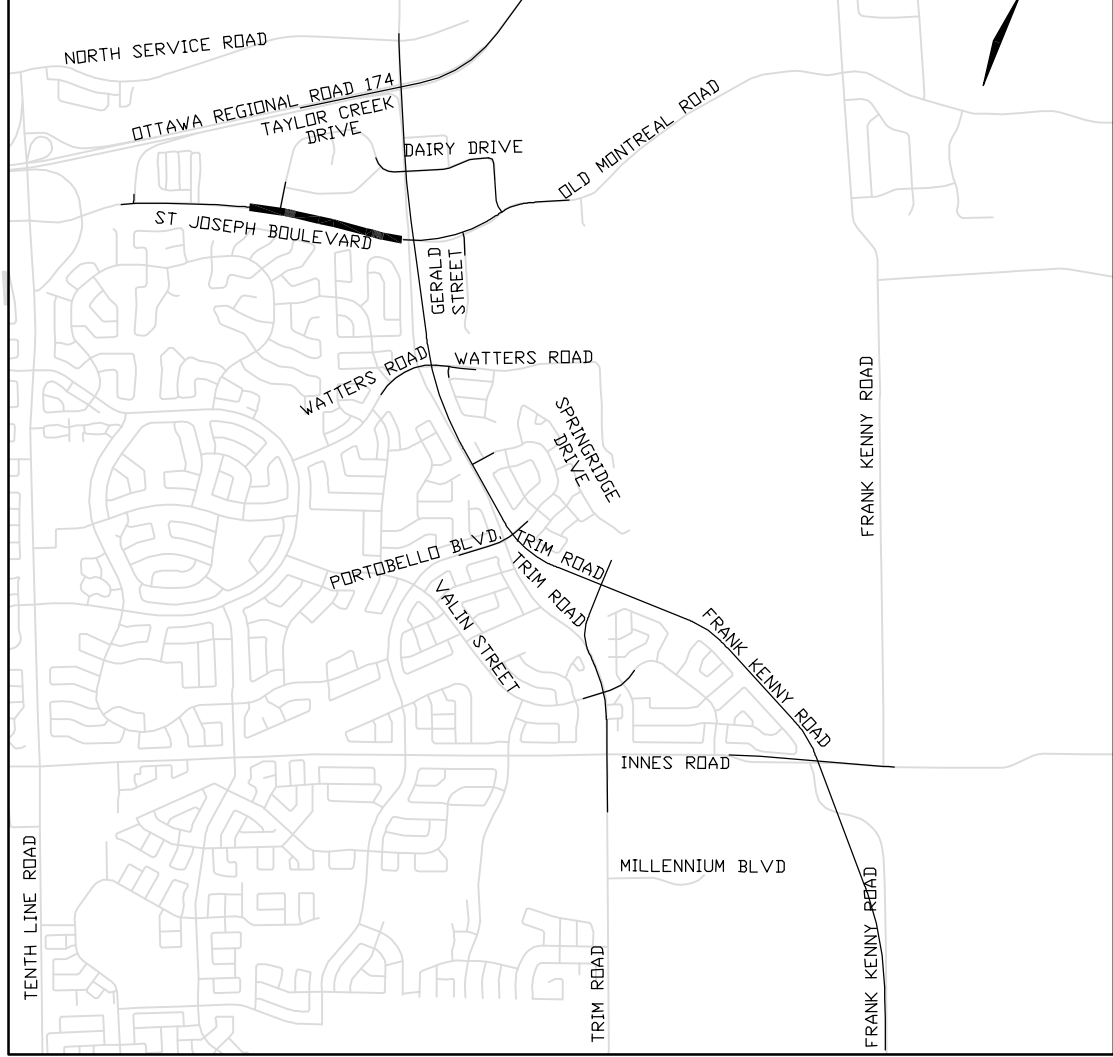 NORTH SERVICE ROAD
OTTAWA REGIONAL ROAD 174
TAYLOR CREEK
DRIVE
DAIRY DRIVE
OLD MONTREAL ROAD
ST JOSEPH BOULEVARD
GERALD
STREET
WATTERS ROAD
WATTERS ROAD
SPRINGRIDGE
DRIVE
FRANK KENNY ROAD
PORTOBELLO BLVD.
TRIM ROAD
TRIM ROAD
VALIN STREET
FRANK KENNY ROAD
INNES ROAD
MILLENNIUM BLVD
TENTH LINE ROAD
TRIM ROAD
FRANK KENNY ROAD